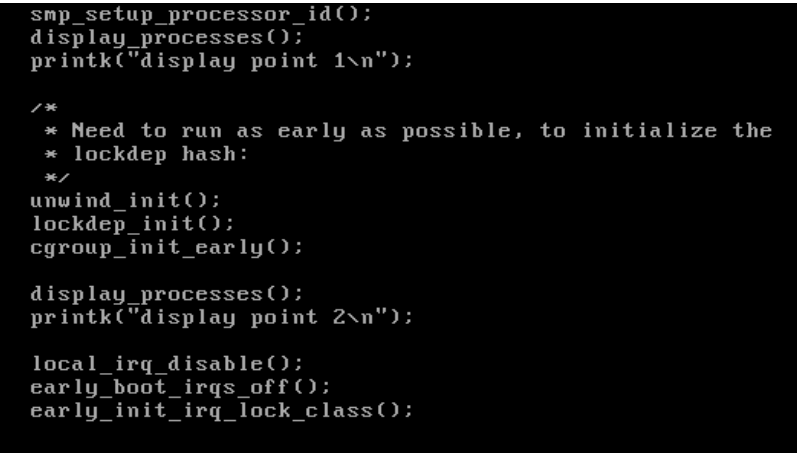 smp_setup_processor_id();
display_processes();
printk("display point 1\n");
/*
* Need to run as early as possible, to initialize the
* lockdep hash:
*/
unwind_init();
lockdep_init();
cgroup_init_early();
display_processes();
printk("display point 2\n");
local_irq_disable();
early_boot_irqs_off();
early_init_irq_lock_class();